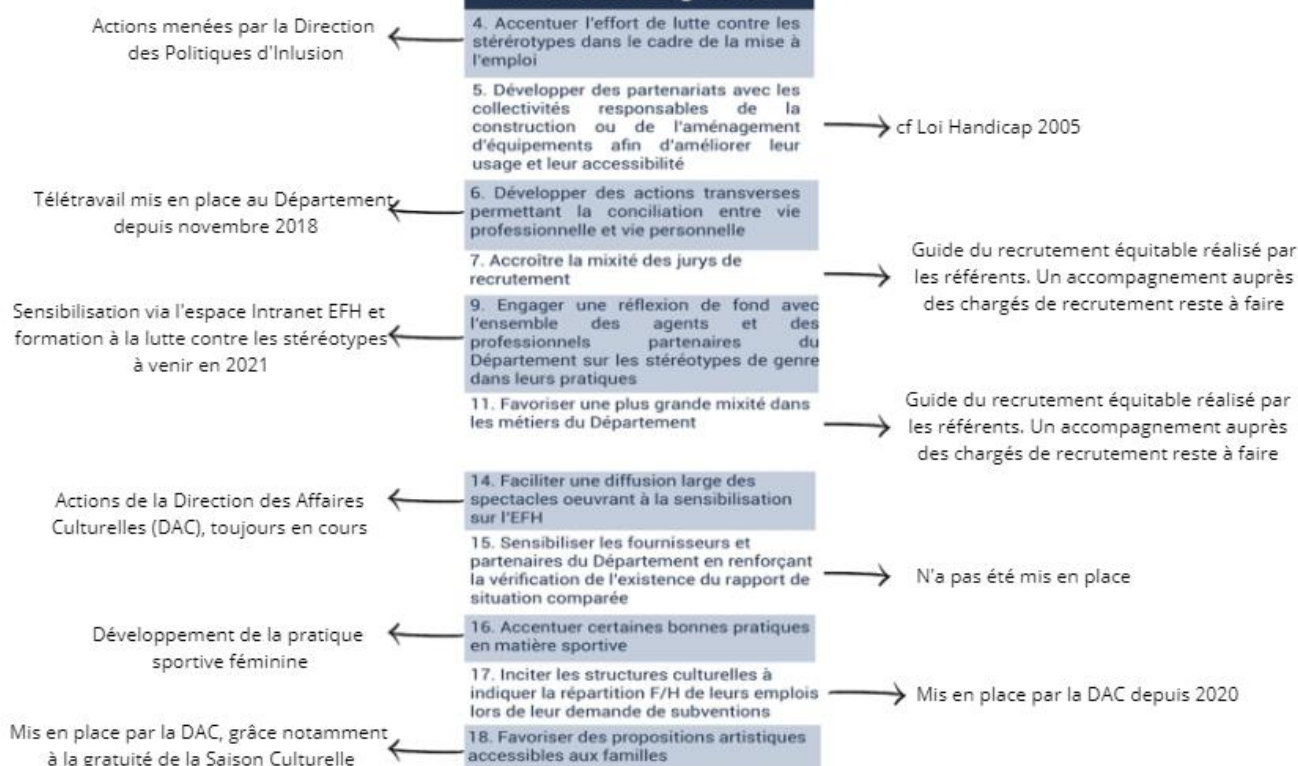 Actions menées par la Direction
des Politiques d'Inlusion
4. Accentuer l'effort de lutte contre les
stérérotypes dans le cadre de la mise à
l'emploi
5. Développer des partenariats avec les
collectivités responsables de la
construction ou de l'aménagement
d'équipements afin d'améliorer leur
usage et leur accessibilité
cf Loi Handicap 2005
Télétravail mis en place au Département
depuis novembre 2018
6. Développer des actions transverses
permettant la conciliation entre vie
professionnelle et vie personnelle
7. Accroître la mixité des jurys de
recrutement
Guide du recrutement équitable réalisé par
les référents. Un accompagnement auprès
des chargés de recrutement reste à faire
Sensibilisation via l'espace Intranet EFH et
formation à la lutte contre les stéréotypes
à venir en 2021
9. Engager une réflexion de fond avec
l'ensemble des agents et des
professionnels partenaires du
Département sur les stéréotypes de genre
dans leurs pratiques
11. Favoriser une plus grande mixité dans
les métiers du Département
Guide du recrutement équitable réalisé par
les référents. Un accompagnement auprès
des chargés de recrutement reste à faire
Actions de la Direction des Affaires
Culturelles (DAC), toujours en cours
14. Faciliter une diffusion large des
spectacles oeuvrant à la sensibilisation
sur l'EFH
15. Sensibiliser les fournisseurs et
partenaires du Département en renforçant
la vérification de l'existence du rapport de
situation comparée
N'a pas été mis en place
Développement de la pratique
sportive féminine
16. Accentuer certaines bonnes pratiques
en matière sportive
17. Inciter les structures culturelles à
indiquer la répartition F/H de leurs emplois
lors de leur demande de subventions
Mis en place par la DAC depuis 2020
Mis en place par la DAC, grâce notamment
à la gratuité de la Saison Culturelle
18. Favoriser des propositions artistiques
accessibles aux familles